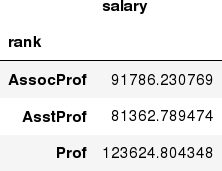 salary
rank
AssocProf 91786.230769
AsstProf 81362.789474
Prof 123624.804348